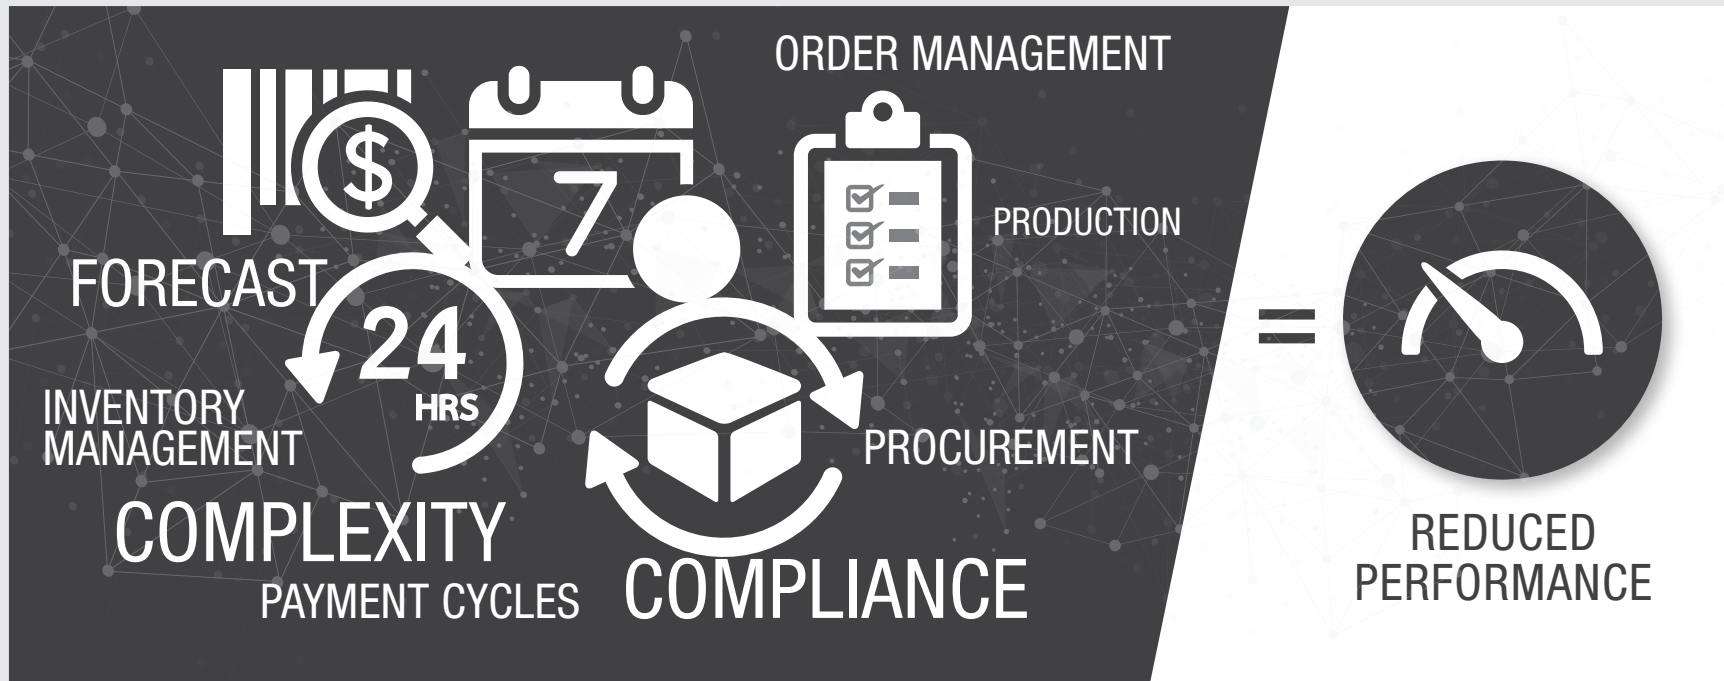 ORDER MANAGEMENT
$
7
PRODUCTION
FORECAST
24
HRS
=
INVENTORY
MANAGEMENT
PROCUREMENT
COMPLEXITY
PAYMENT CYCLES
COMPLIANCE
REDUCED
PERFORMANCE